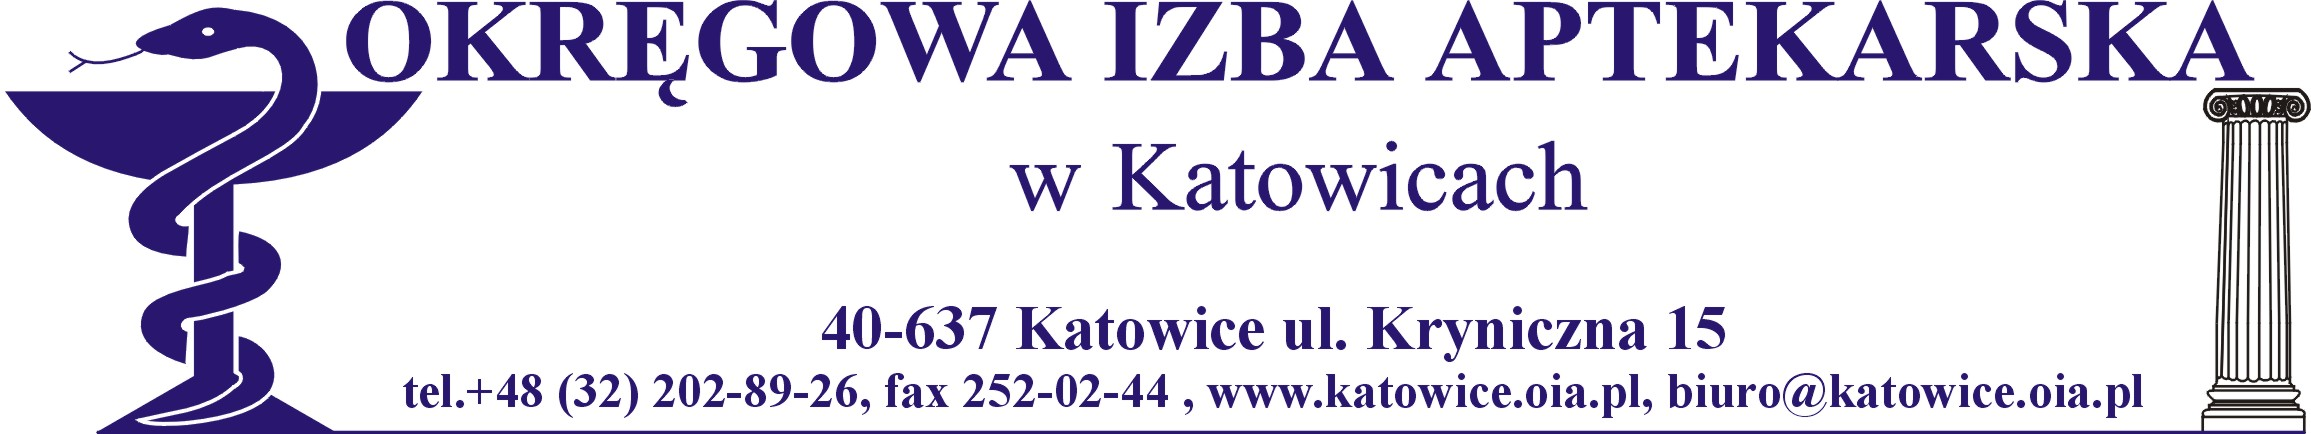 OKRĘGOWA IZBA APTEKARSKA
w Katowicach
40-637 Katowice ul. Kryniczna 15
tel.+48 (32) 202-89-26, fax 252-02-44 , www.katowice.oia.pl, biuro@katowice.oia.pl